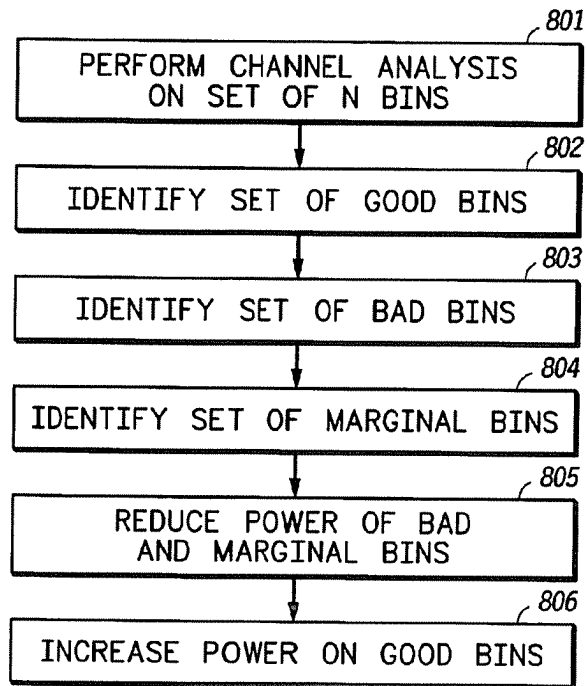 801
PERFORM CHANNEL ANALYSIS
ON SET OF N BINS
802
IDENTIFY SET OF GOOD BINS
803
IDENTIFY SET OF BAD BINS
804
IDENTIFY SET OF MARGINAL BINS
805
REDUCE POWER OF BAD
AND MARGINAL BINS
806
INCREASE POWER ON GOOD BINS